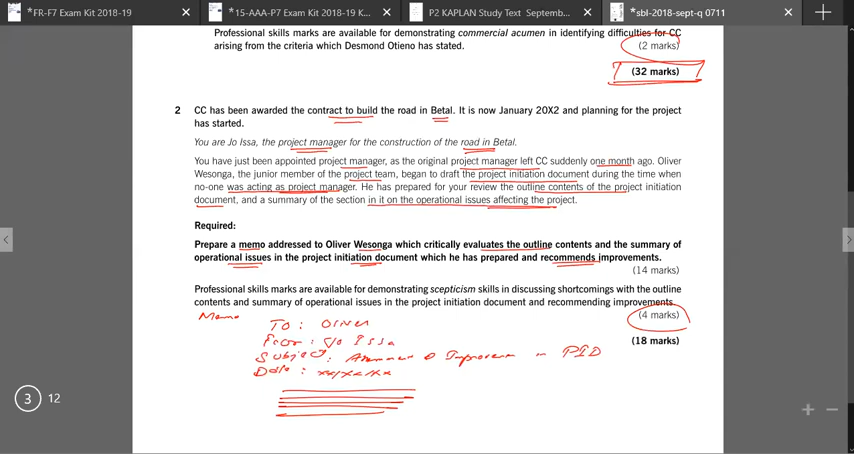 *FR-F7 Exam Kit 2018-19
*15-AAA-P7 Exam Kit 2018-19 K...
P2 KAPLAN Study Text Septemb...
*sbl-2018-sept-q 0711
Professional skills marks are available for demonstrating commercial acumen in identifying difficulties for CC
arising from the criteria which Desmond Otieno has stated.
(2 marks)
(32 marks)
2 CC has been awarded the contract to build the road in Betal. It is now January 20X2 and planning for the project
has started.
You are Jo Issa, the project manager for the construction of the road in Betal.
You have just been appointed project manager, as the original project manager left CC suddenly one month ago. Oliver
Wesonga, the junior member of the project team, began to draft the project initiation document during the time when
no-one was acting as project manager. He has prepared for your review the outline contents of the project initiation
document, and a summary of the section in it on the operational issues affecting the project.
Required:
Prepare a memo addressed to Oliver Wesonga which critically evaluates the outline contents and the summary of
operational issues in the project initiation document which he has prepared and recommends improvements.
(14 marks)
Professional skills marks are available for demonstrating scepticism skills in discussing shortcomings with the outline
contents and summary of operational issues in the project initiation document and recommending improvements.
(4 marks)
(18 marks)
Memo
To : Oliver
From : Jo Issa
Subject : in PID
Date : xx/xx/xx
3 12